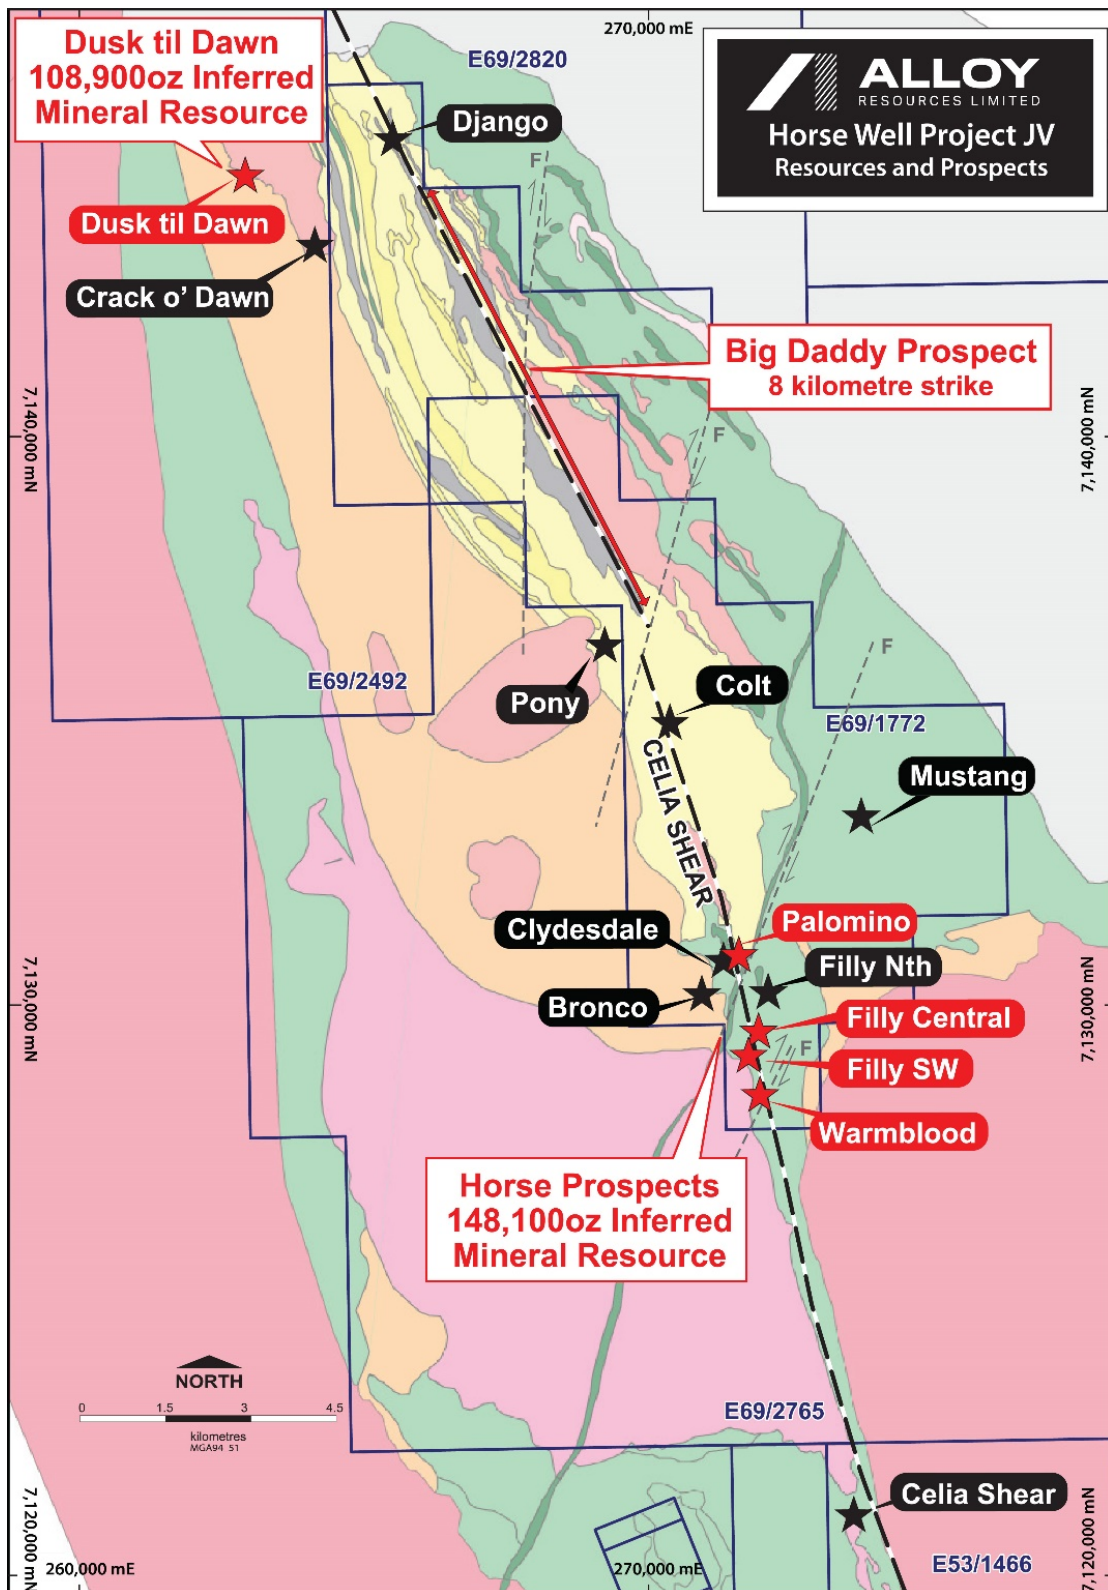 Dusk til Dawn
108,900oz Inferred
Mineral Resource
270,000 mE
E69/2820
ALLOY
RESOURCES LIMITED
Horse Well Project JV
Resources and Prospects
Django
F
Dusk til Dawn
Crack o' Dawn
Big Daddy Prospect
8 kilometre strike
7,140,000 mN
7,140,000 mN
F
F
E69/2492
Pony
Colt
E69/1772
CELIA SHEAR
Mustang
Clydesdale
Palomino
Filly Nth
Bronco
7,130,000 mN
7,130,000 mN
Filly Central
F
Filly SW
Warmblood
Horse Prospects
148,100oz Inferred
Mineral Resource
NORTH
0 1.5 3 4.5
kilometres
MGA94 51
E69/2765
Celia Shear
7,120,000 mN
7,120,000 mN
260,000 mE
270,000 mE
E53/1466